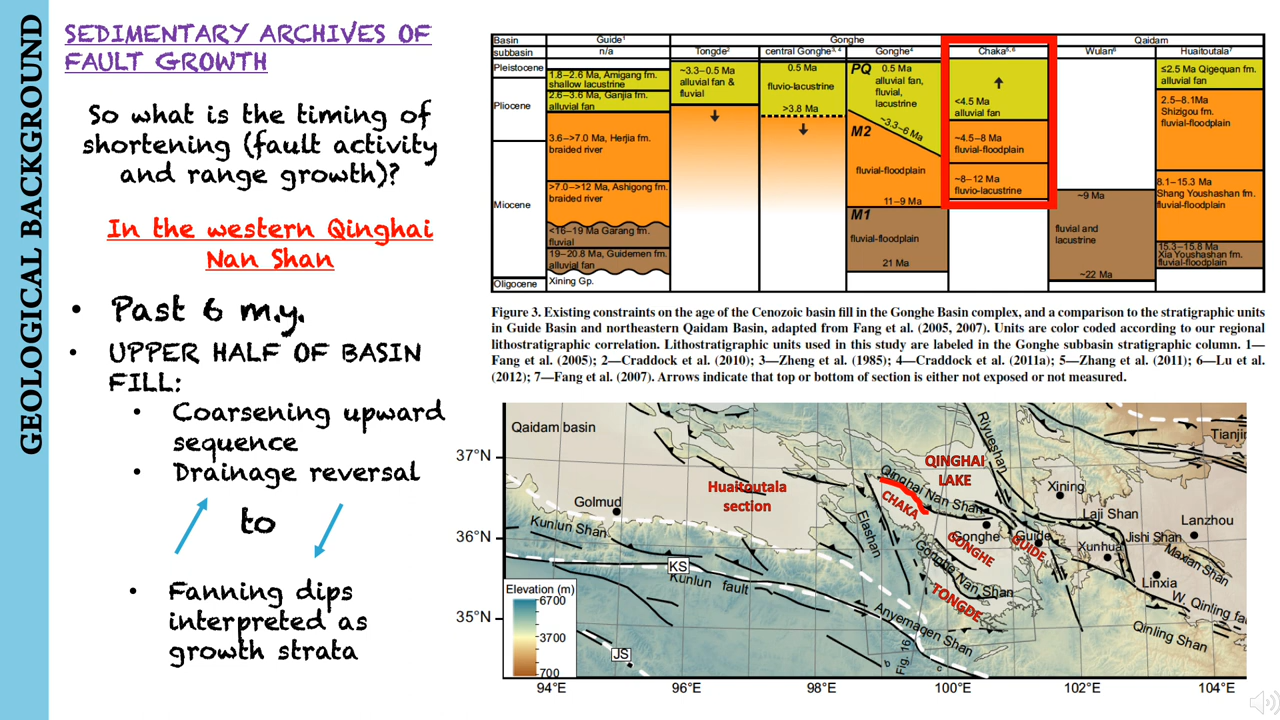 GEOLOGICAL BACKGROUND
SEDIMENTARY ARCHIVES OF
FAULT GROWTH
So what is the timing of
shortening (fault activity
and range growth)?
In the western Qinghai
Nan Shan
• Past 6 m.y.
• UPPER HALF OF BASIN
FILL:
• Coarsening upward
sequence
• Drainage reversal
to
• Fanning dips
interpreted as
growth strata
Basin
Guide1
Gonghe
Qaidam
subbasin
n/a
Tongde2
central Gonghe3, 4
Gonghe4
Chaka5,6
Wulan6
Huaitoutala7
Pleistocene
Pliocene
Miocene
Oligocene
1.8–2.6 Ma, Amigang fm.
shallow lacustrine
2.6–3.6 Ma, Ganjia fm.
alluvial fan
3.6–>7.0 Ma, Herjia fm.
braided river
>7.0–>12 Ma, Ashigong fm.
braided river
<16–19 Ma Garang fm.
fluvial
19–20.8 Ma, Guidemen fm.
alluvial fan
Xining Gp.
~3.3–0.5 Ma
alluvial fan &
fluvial
0.5 Ma
fluvio-lacustrine
>3.8 Ma
PQ
0.5 Ma
alluvial fan,
fluvial,
lacustrine
~3.3–6 Ma
M2
fluvial-floodplain
11–9 Ma
M1
fluvial-floodplain
21 Ma
<4.5 Ma
alluvial fan
~4.5–8 Ma
fluvial-floodplain
~8–12 Ma
fluvio-lacustrine
~9 Ma
fluvial and
lacustrine
~22 Ma
≤2.5 Ma Qigequan fm.
alluvial fan
2.5–8.1Ma
Shizigou fm.
fluvial-floodplain
8.1–15.3 Ma
Shang Youshashan fm.
fluvial-floodplain
15.3–15.8 Ma
Xia Youshashan fm.
fluvial-floodplain
Figure 3. Existing constraints on the age of the Cenozoic basin fill in the Gonghe Basin complex, and a comparison to the stratigraphic units
in Guide Basin and northeastern Qaidam Basin, adapted from Fang et al. (2005, 2007). Units are color coded according to our regional
lithostratigraphic correlation. Lithostratigraphic units used in this study are labeled in the Gonghe subbasin stratigraphic column. 1—
Fang et al. (2005); 2—Craddock et al. (2010); 3—Zheng et al. (1985); 4—Craddock et al. (2011a); 5—Zhang et al. (2011); 6—Lu et al.
(2012); 7—Fang et al. (2007). Arrows indicate that top or bottom of section is either not exposed or not measured.
37°N
36°N
35°N
Qaidam basin
Riyueshan
Tianjin
QINGHAI
LAKE
Qinghai Nan Shan
Huaitoutala
section
CHAKA
Xining
Golmud
Laji Shan
Lanzhou
Kunlun Shan
Elashan
Gonghe
GONGHE
Guide
GUIDE
Xunhua
Jishi Shan
Maxian Shan
KS
Kunlun fault
Gonghe Nan Shan
TONGDE
Linxia
W. Qinling fau
Anyemaqen Shan
Qinling Shan
Elevation (m)
6700
3700
700
JS
Fig. 16
b
c
94°E
96°E
98°E
100°E
102°E
104°E